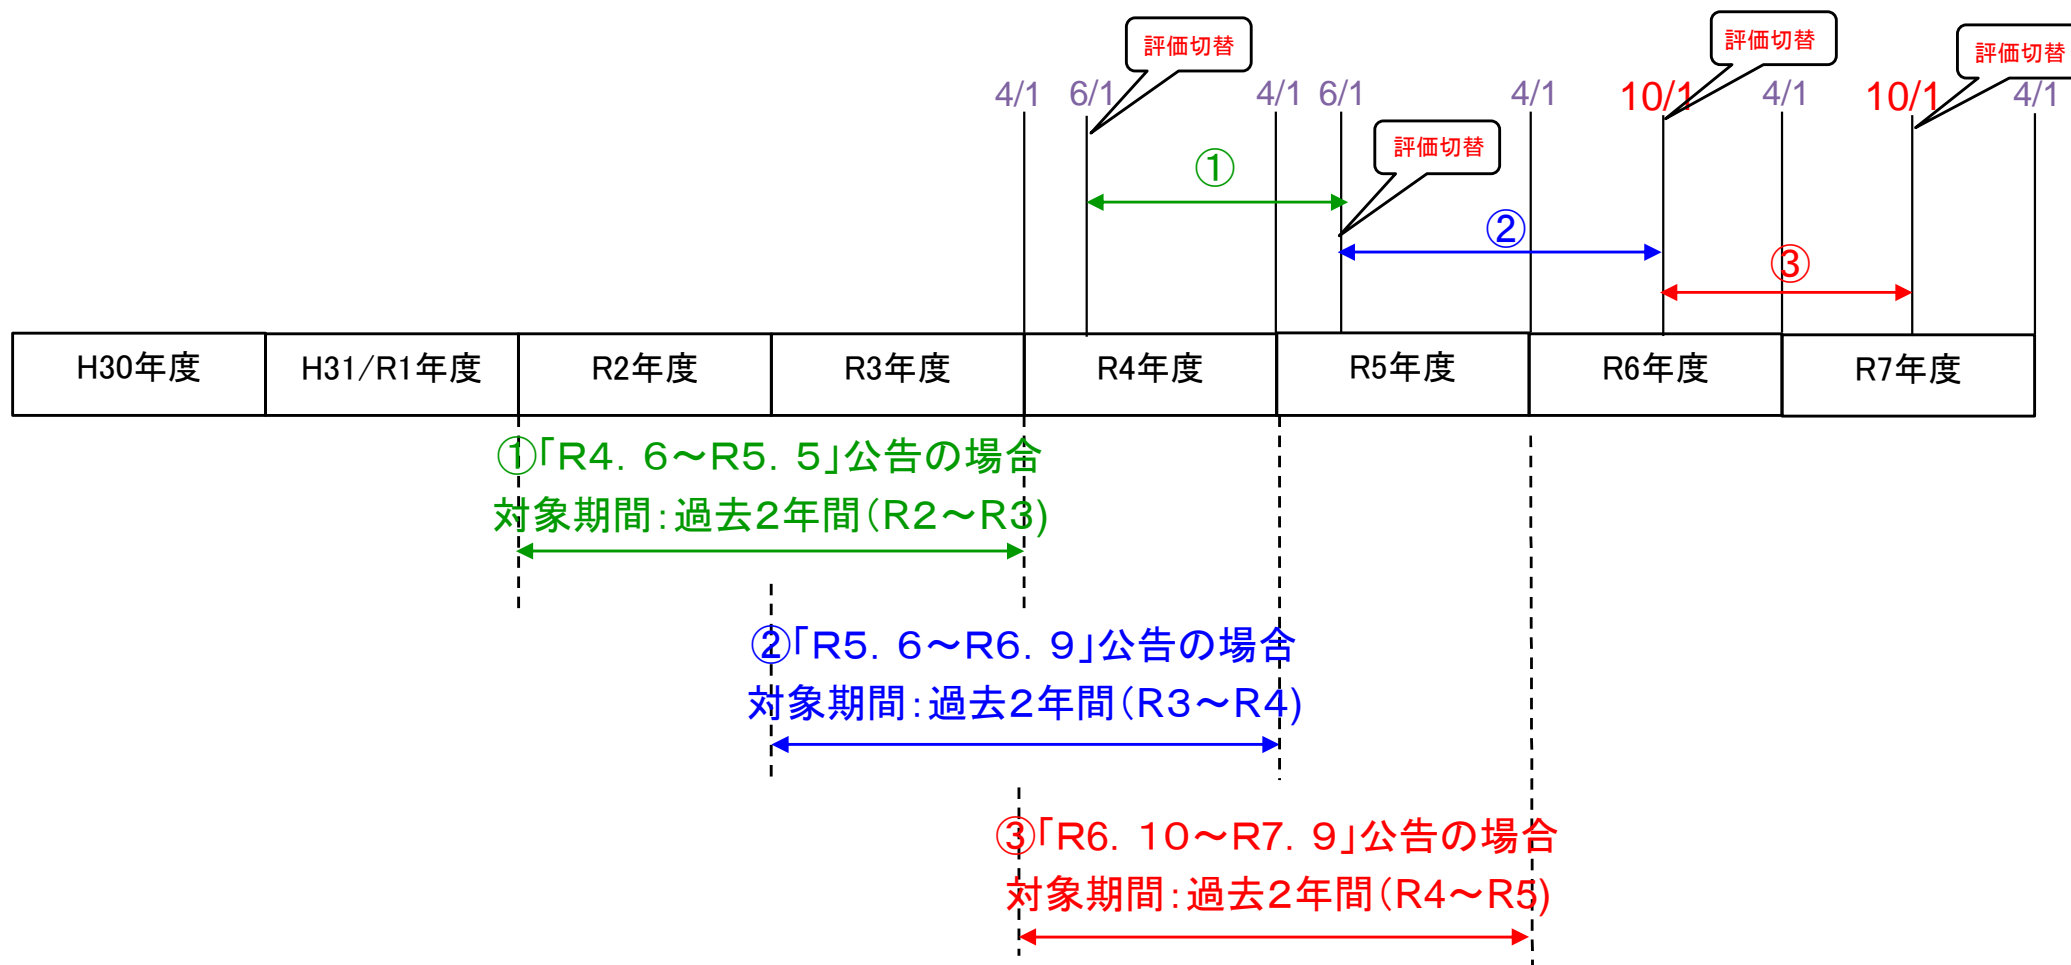 評価切替
評価切替
評価切替
4/1
6/1
4/1
6/1
4/1
10/1
4/1
10/1
4/1
評価切替
①
②
③
H30年度
H31/R1年度
R2年度
R3年度
R4年度
R5年度
R6年度
R7年度
①「R4．6～R5．5」公告の場合
対象期間：過去2年間（R2～R3）
②「R5．6～R6．9」公告の場合
対象期間：過去2年間（R3～R4）
③「R6．10～R7．9」公告の場合
対象期間：過去2年間（R4～R5）